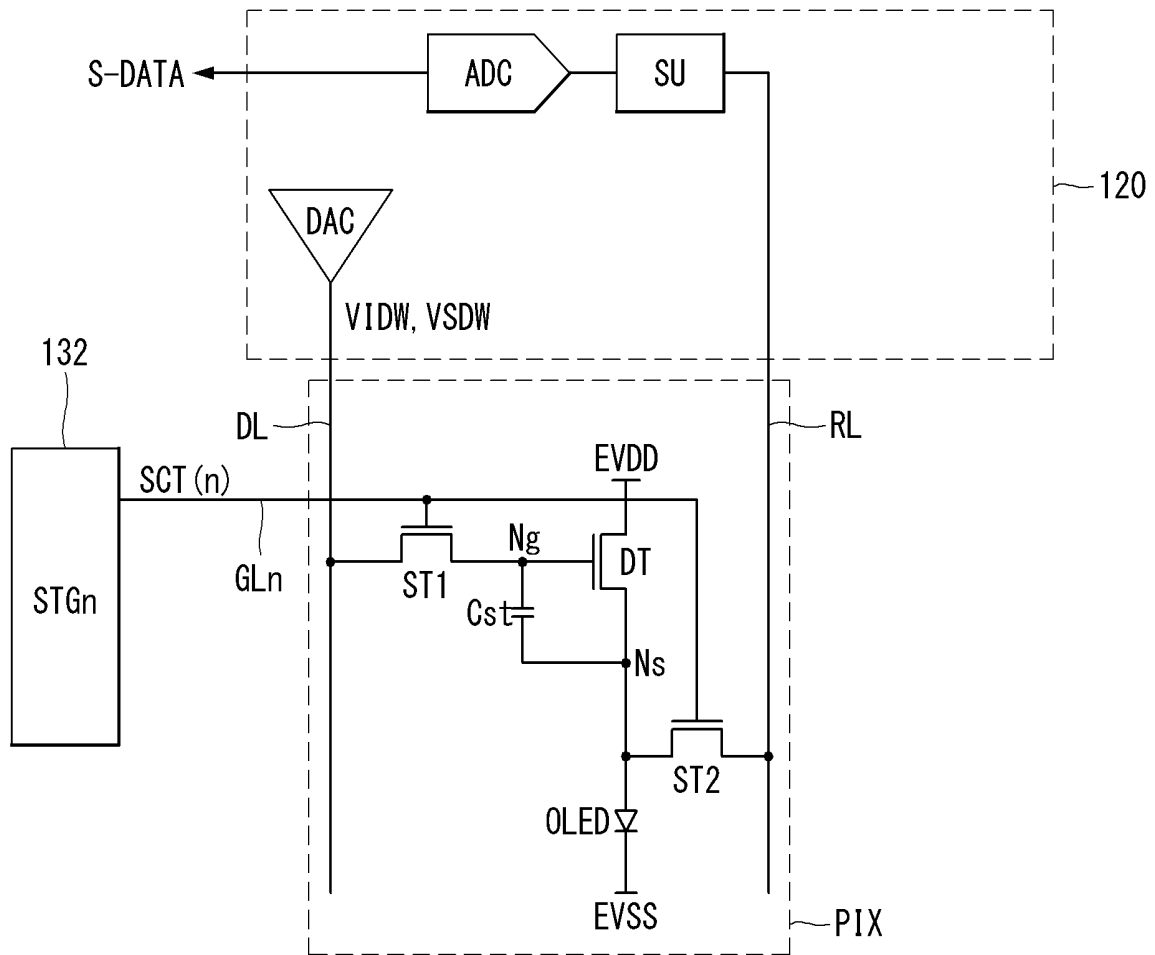 S-DATA
ADC
SU
120
DAC
VIDW, VSDW
132
DL
RL
EVDD
SCT(n)
Ng
DT
GLn
ST1
STGn
Cst
Ns
ST2
OLED
EVSS
PIX